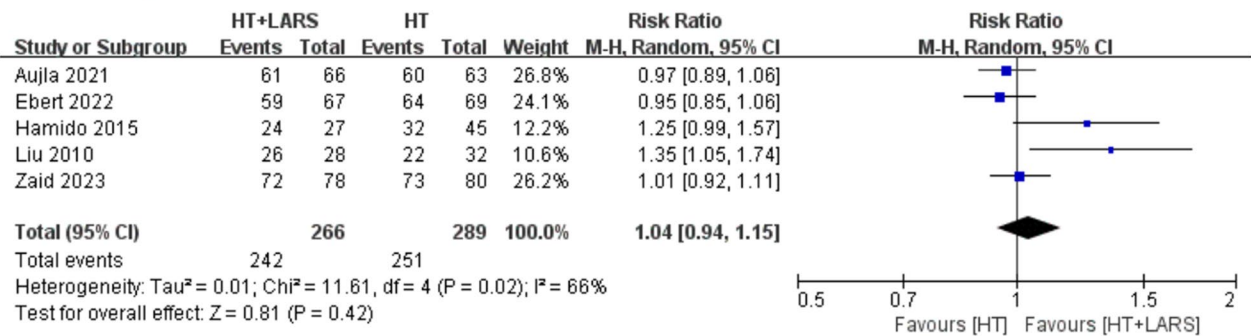 HT+LARS HT Risk Ratio Risk Ratio
Study or Subgroup Events Total Events Total Weight M-H, Random, 95% CI M-H, Random, 95% CI
Aujla 2021 61 66 60 63 26.8% 0.97 [0.89, 1.06]
Ebert 2022 59 67 64 69 24.1% 0.95 [0.85, 1.06]
Hamido 2015 24 27 32 45 12.2% 1.25 [0.99, 1.57]
Liu 2010 26 28 22 32 10.6% 1.35 [1.05, 1.74]
Zaid 2023 72 78 73 80 26.2% 1.01 [0.92, 1.11]
Total (95% CI) 266 289 100.0% 1.04 [0.94, 1.15]
Total events 242 251
Heterogeneity: Tau² = 0.01; Chi² = 11.61, df = 4 (P = 0.02); I² = 66%
Test for overall effect: Z = 0.81 (P = 0.42)
0.5 0.7 1 1.5 2
Favours [HT] Favours [HT+LARS]